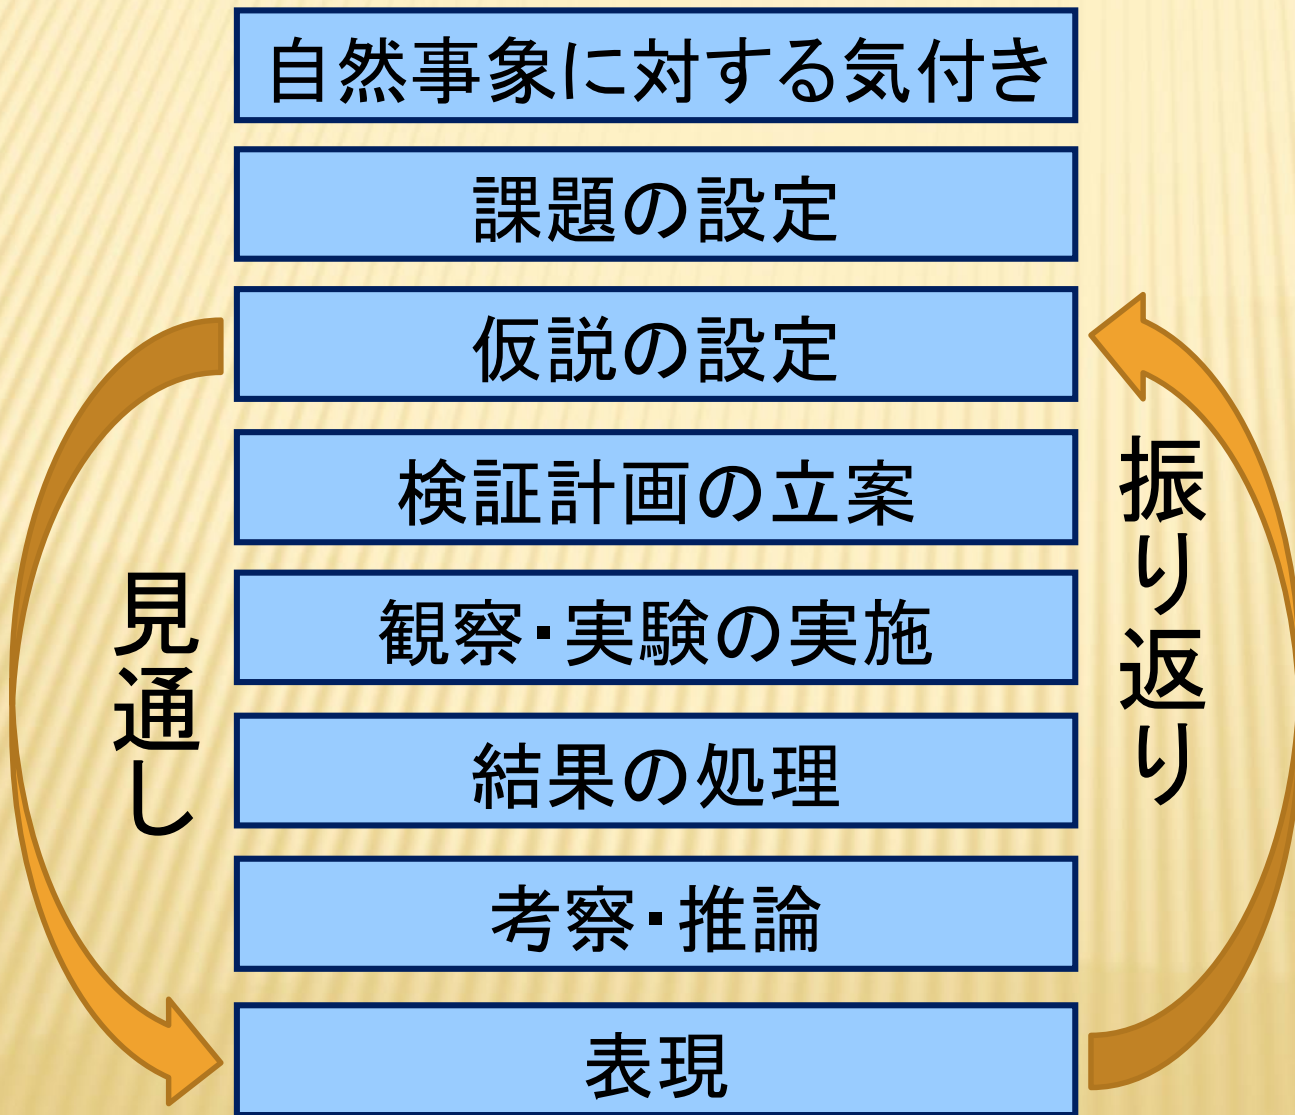 自然事象に対する気付き
課題の設定
仮説の設定
検証計画の立案
観察・実験の実施
結果の処理
考察・推論
表現
見通し
振り返り